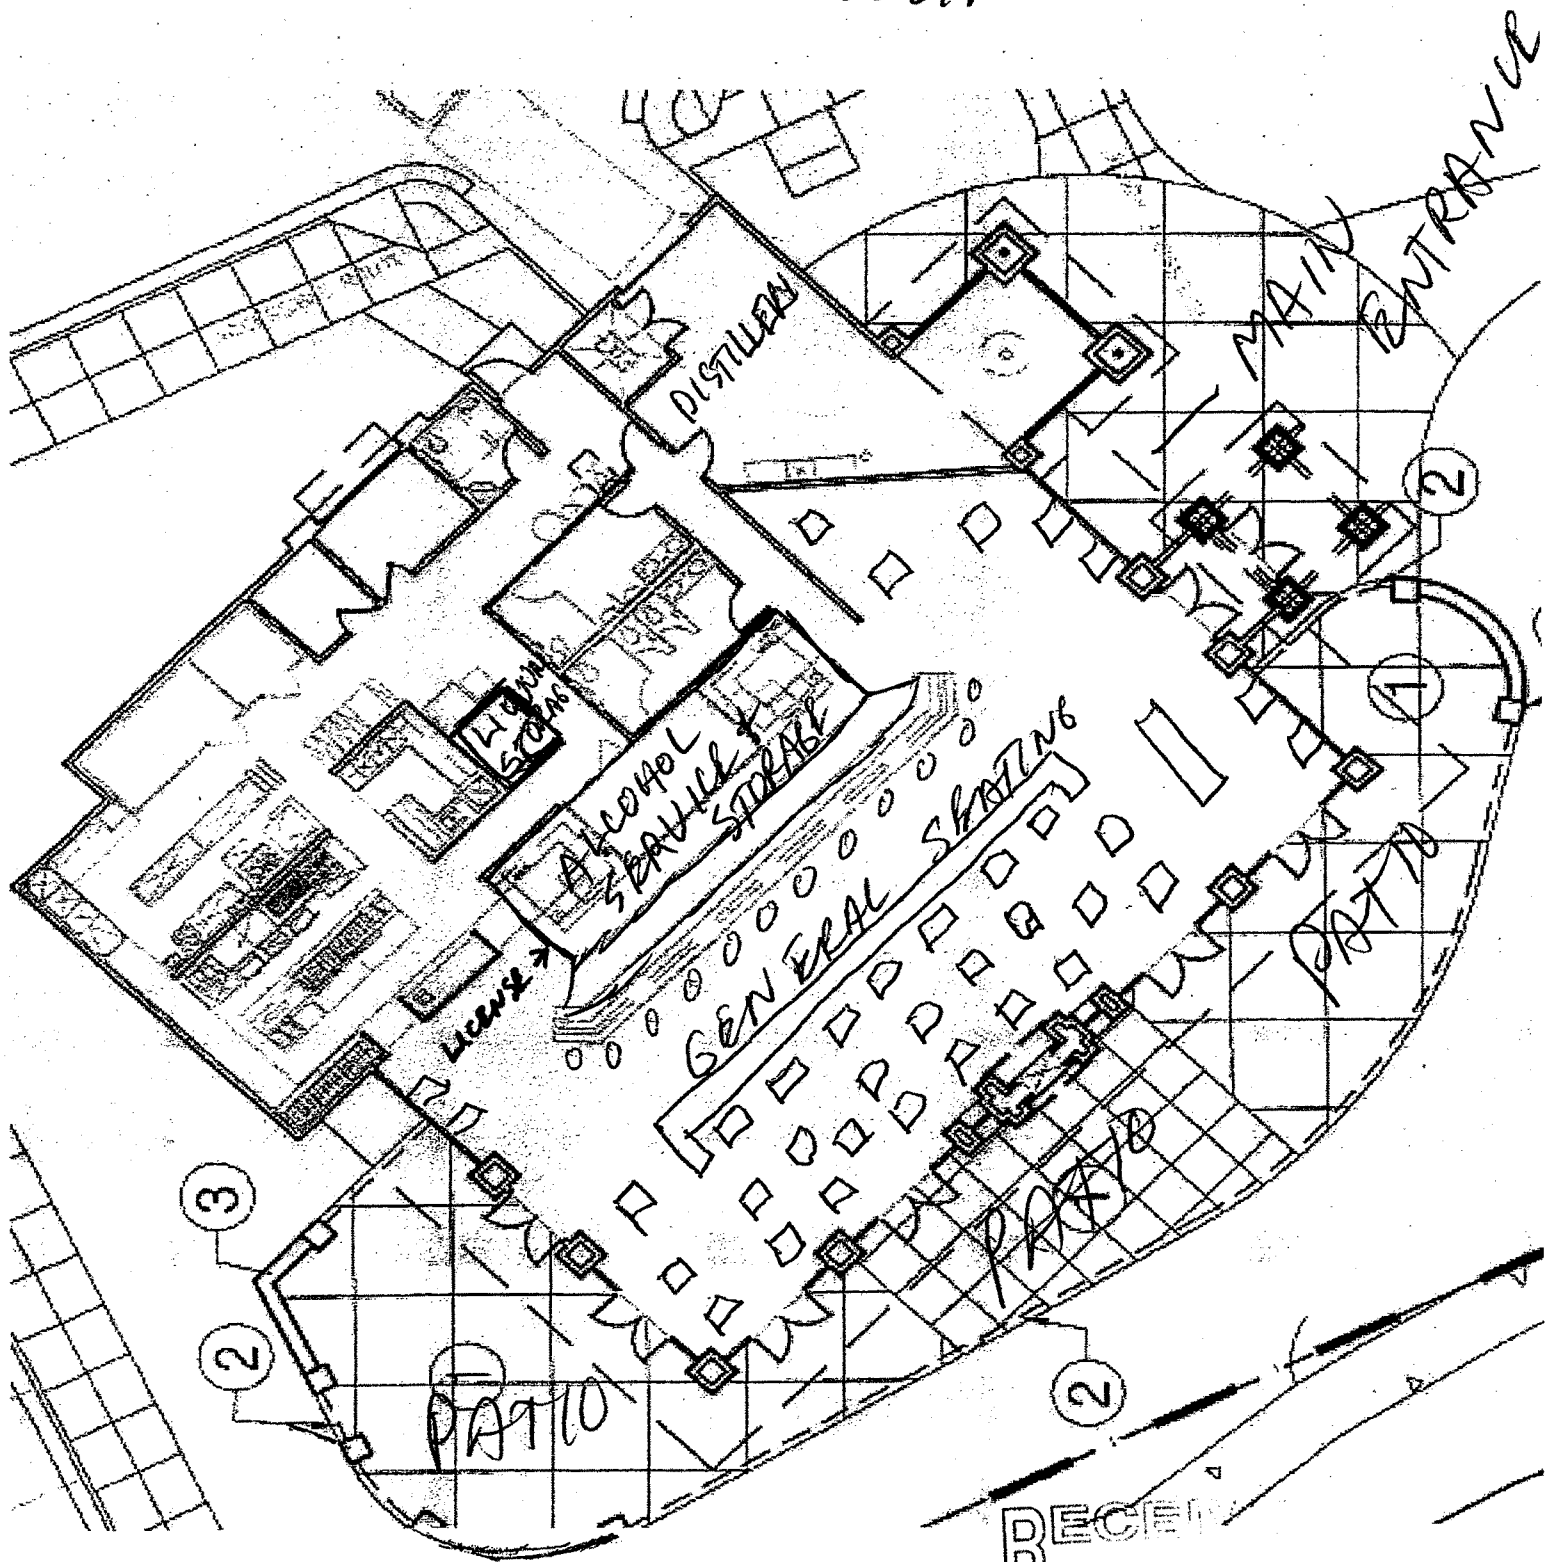 MAIN
ENTRANCE
DISTILLERY
2
1
LIQUOR
STORAGE
ALCOHOL
SERVICE &
STORAGE
GENERAL SEATING
LICENSE →
PATIO
PATIO
3
2
PATIO
2
RECEIV